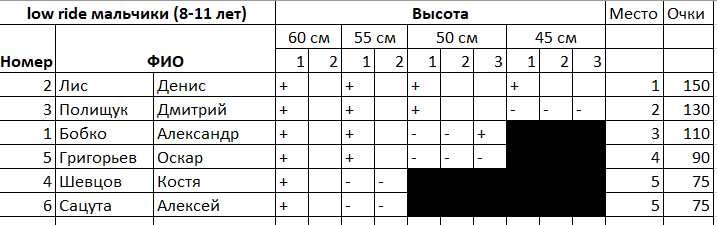 low ride мальчики (8-11 лет) Высота Место Очки
60 см 55 см 50 см 45 см
Номер ФИО 1 2 1 2 1 2 3 1 2 3
2 Лис Денис + + + + 1 150
3 Полищук Дмитрий + + + - - - 2 130
1 Бобко Александр + + - - + 3 110
5 Григорьев Оскар + + - - - 4 90
4 Шевцов Костя + - - 5 75
6 Сацута Алексей + - - 5 75